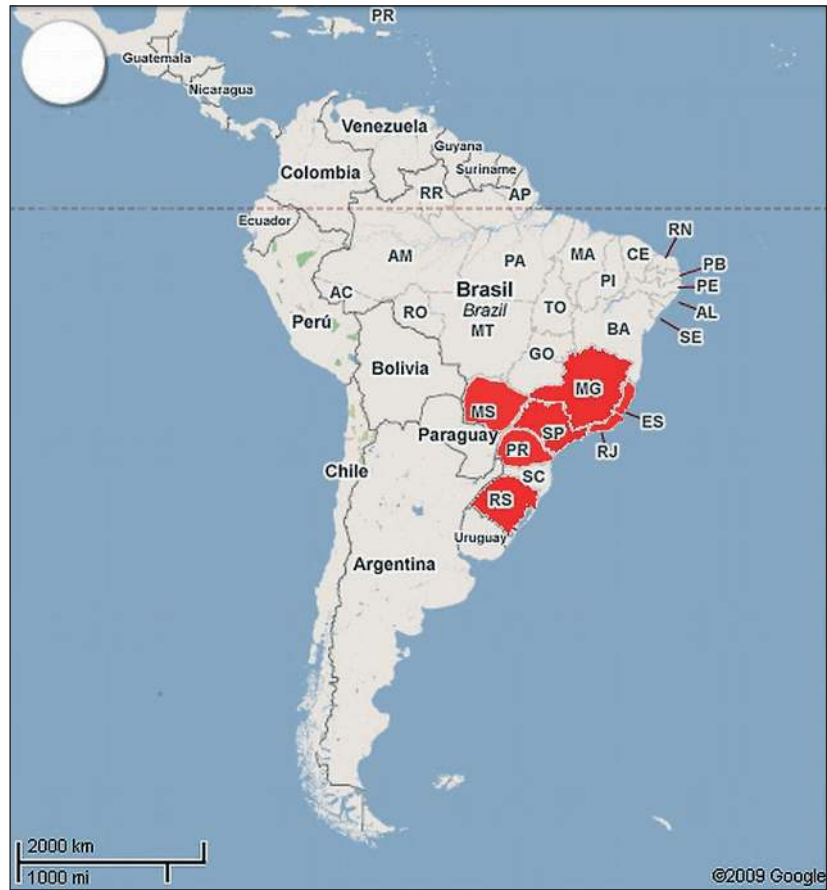 PR
Guatemala
Nicaragua
Venezuela
Guyana
Colombia
Suriname
RR
AP
Ecuador
RN
AM
PA
MA
CE
PB
PI
PE
AC
Brasil
Brazil
TO
AL
RO
Perú
MT
BA
SE
GO
Bolivia
MG
MS
ES
Paraguay
SP
RJ
PR
Chile
SC
RS
Uruguay
Argentina
2000 km
1000 mi
©2009 Google